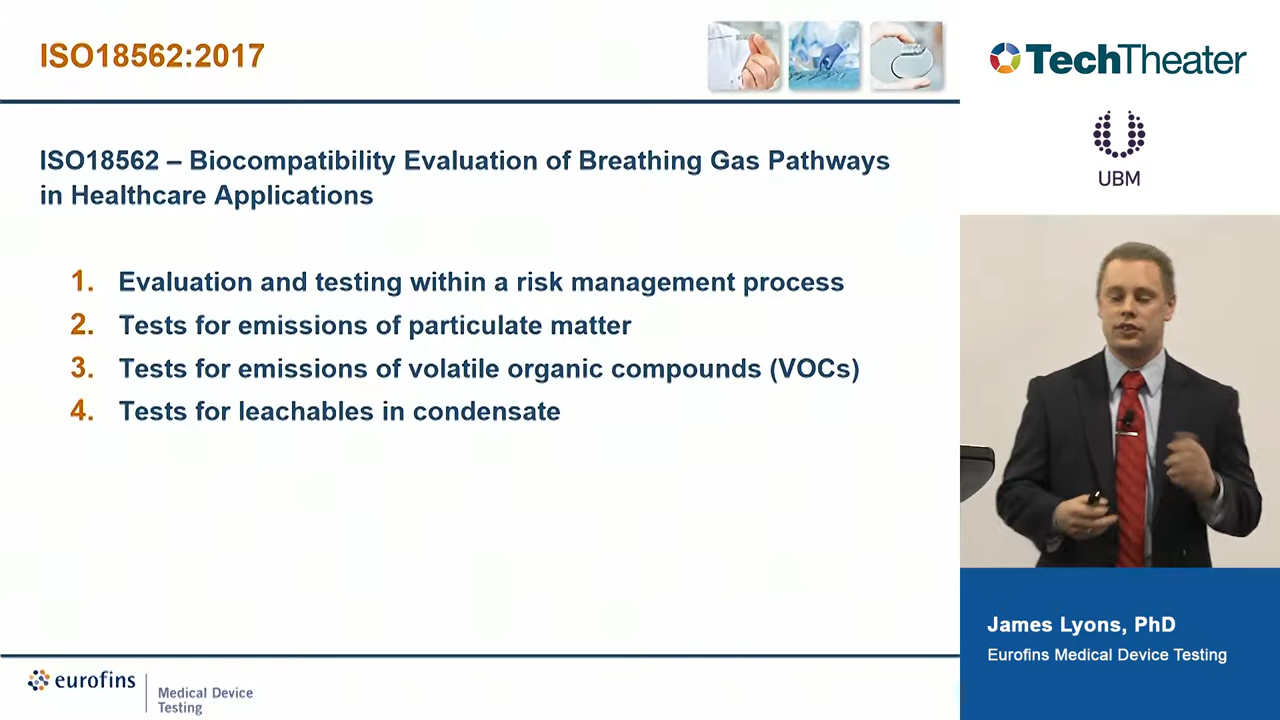 ISO18562:2017
ISO18562 – Biocompatibility Evaluation of Breathing Gas Pathways
in Healthcare Applications
1. Evaluation and testing within a risk management process
2. Tests for emissions of particulate matter
3. Tests for emissions of volatile organic compounds (VOCs)
4. Tests for leachables in condensate
eurofins
Medical Device
Testing
TechTheater
UBM
James Lyons, PhD
Eurofins Medical Device Testing